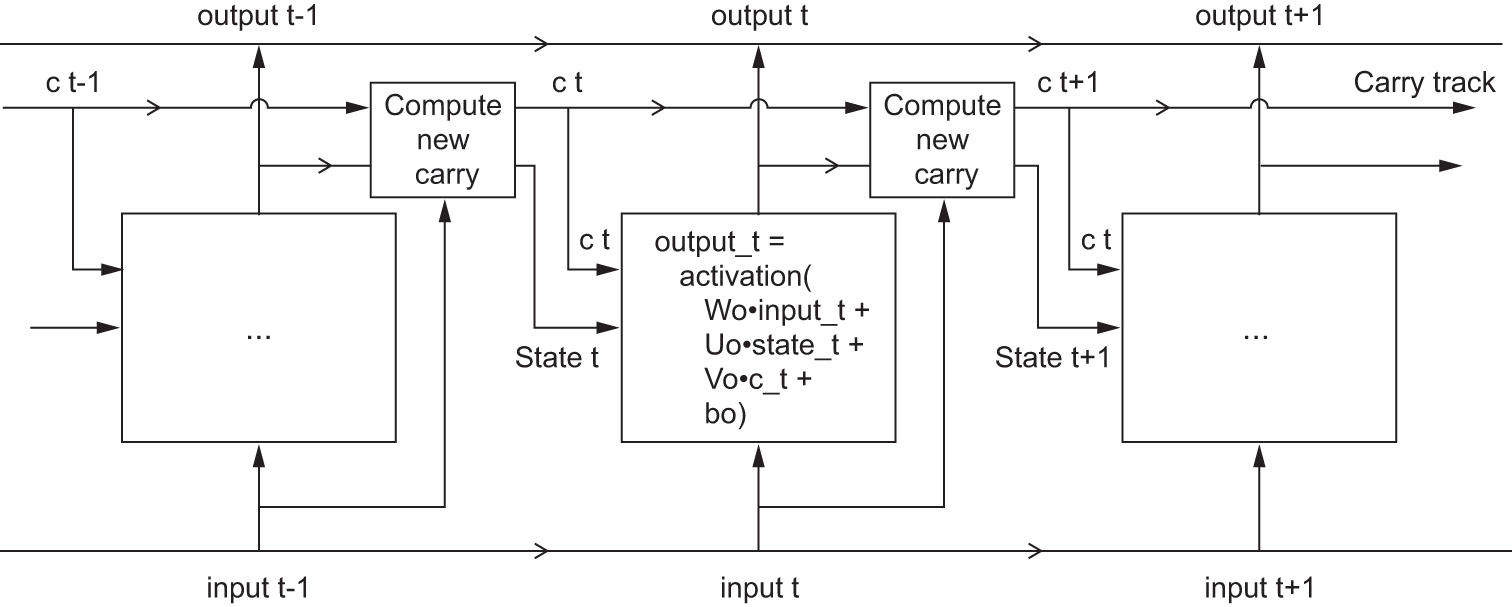 output t-1
output t
output t+1
c t-1
c t
c t+1
Carry track
Compute
new
carry
Compute
new
carry
c t
output_t =
activation(
Wo•input_t +
Uo•state_t +
Vo•c_t +
bo)
c t
...
...
State t
State t+1
input t-1
input t
input t+1